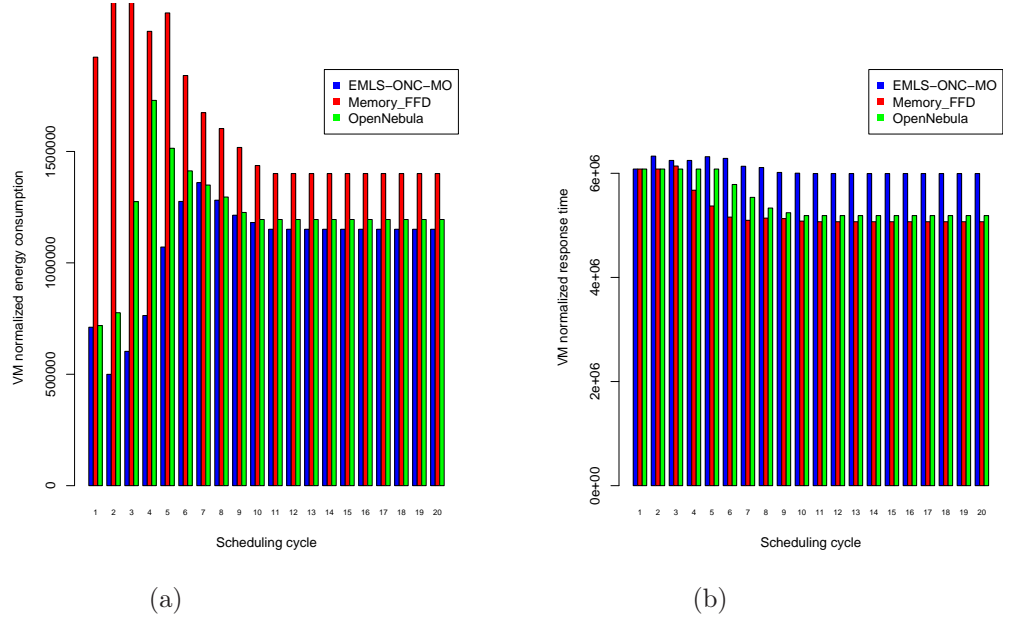 EMLS-ONC-MO
Memory_FFD
OpenNebula
VM normalized energy consumption
1500000
1000000
500000
0
1 2 3 4 5 6 7 8 9 10 11 12 13 14 15 16 17 18 19 20
Scheduling cycle
(a)
EMLS-ONC-MO
Memory_FFD
OpenNebula
VM normalized response time
6e+06
4e+06
2e+06
0e+00
1 2 3 4 5 6 7 8 9 10 11 12 13 14 15 16 17 18 19 20
Scheduling cycle
(b)